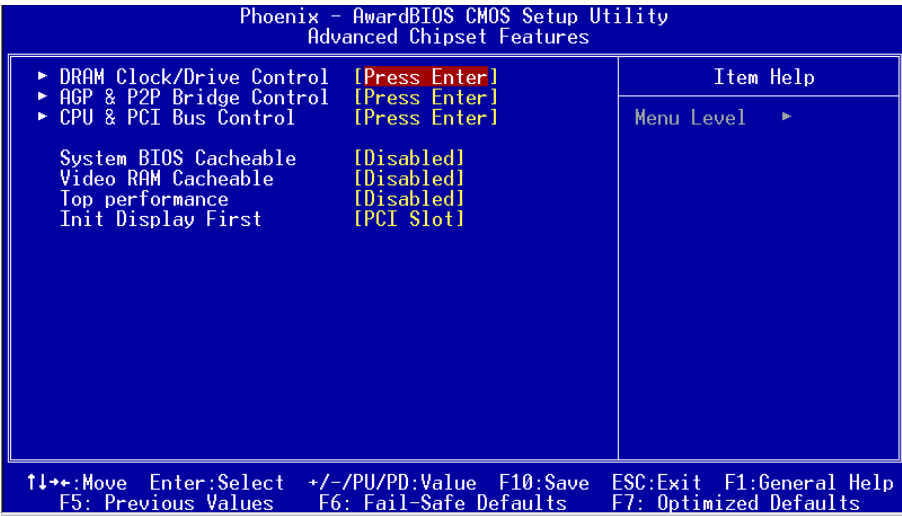 Phoenix - AwardBIOS CMOS Setup Utility
Advanced Chipset Features
▶ DRAM Clock/Drive Control [Press Enter]
▶ AGP & P2P Bridge Control [Press Enter]
▶ CPU & PCI Bus Control [Press Enter]
System BIOS Cacheable [Disabled]
Video RAM Cacheable [Disabled]
Top performance [Disabled]
Init Display First [PCI Slot]
Item Help
Menu Level ▶
↑↓→←:Move Enter:Select +/-/PU/PD:Value F10:Save ESC:Exit F1:General Help
F5: Previous Values F6: Fail-Safe Defaults F7: Optimized Defaults